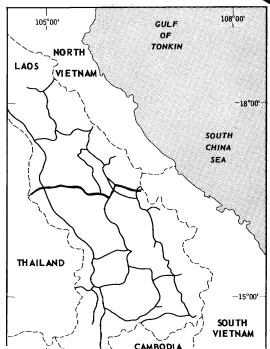 105°00'
108°00'
GULF
OF
TONKIN
NORTH
VIETNAM
LAOS
18°00'
SOUTH
CHINA
SEA
THAILAND
15°00'
SOUTH
VIETNAM
CAMBODIA